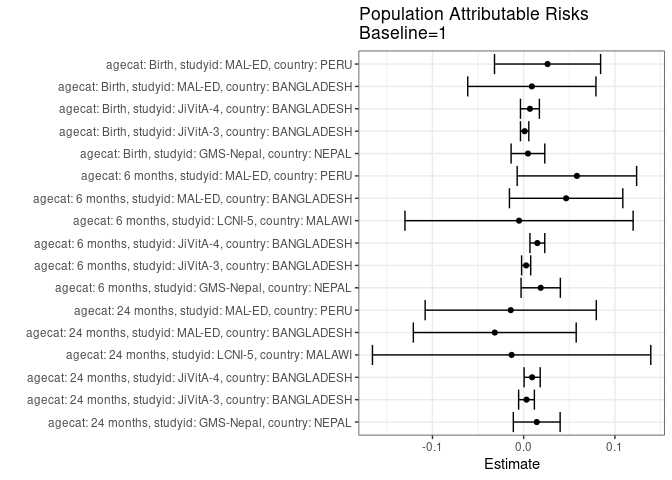 Population Attributable Risks
Baseline=1
agecat: Birth, studyid: MAL-ED, country: PERU
agecat: Birth, studyid: MAL-ED, country: BANGLADESH
agecat: Birth, studyid: JiVitA-4, country: BANGLADESH
agecat: Birth, studyid: JiVitA-3, country: BANGLADESH
agecat: Birth, studyid: GMS-Nepal, country: NEPAL
agecat: 6 months, studyid: MAL-ED, country: PERU
agecat: 6 months, studyid: MAL-ED, country: BANGLADESH
agecat: 6 months, studyid: LCNI-5, country: MALAWI
agecat: 6 months, studyid: JiVitA-4, country: BANGLADESH
agecat: 6 months, studyid: JiVitA-3, country: BANGLADESH
agecat: 6 months, studyid: GMS-Nepal, country: NEPAL
agecat: 24 months, studyid: MAL-ED, country: PERU
agecat: 24 months, studyid: MAL-ED, country: BANGLADESH
agecat: 24 months, studyid: LCNI-5, country: MALAWI
agecat: 24 months, studyid: JiVitA-4, country: BANGLADESH
agecat: 24 months, studyid: JiVitA-3, country: BANGLADESH
agecat: 24 months, studyid: GMS-Nepal, country: NEPAL
-0.1 0.0 0.1
Estimate